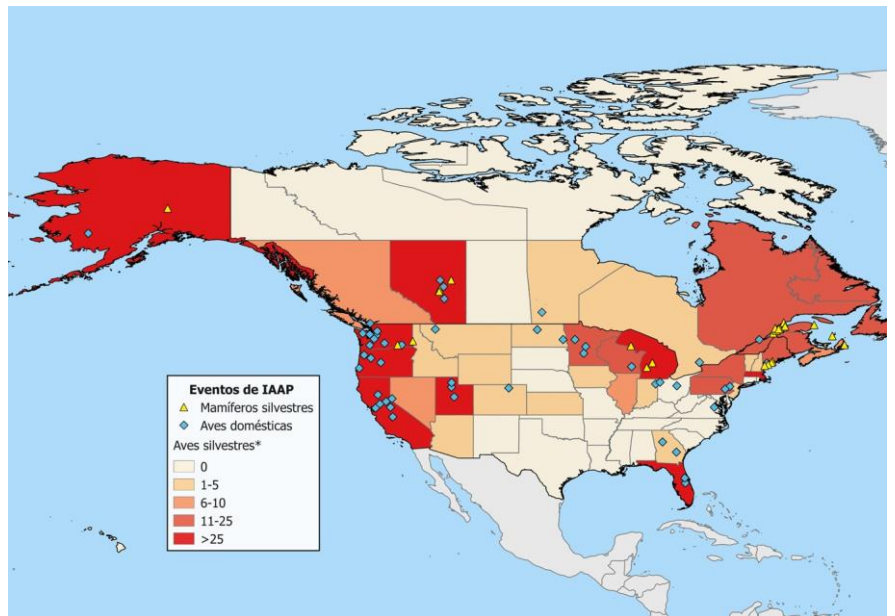 Eventos de IAAP
Mamíferos silvestres
Aves domésticas
Aves silvestres*
0
1-5
6-10
11-25
>25